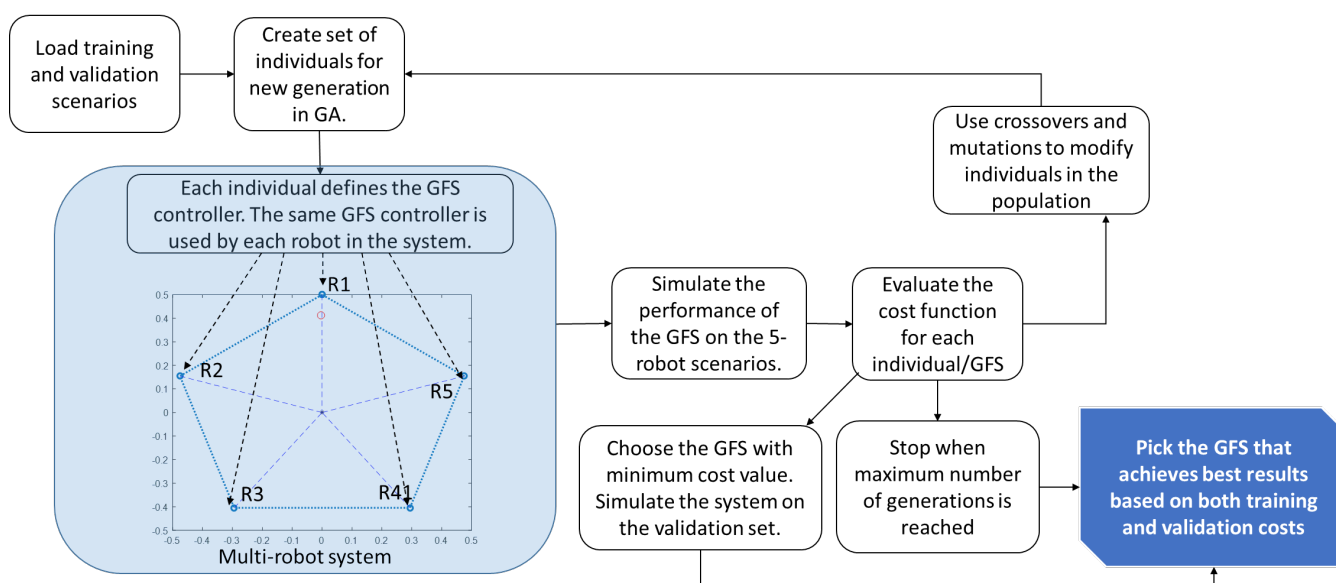 Load training
and validation
scenarios
Create set of
individuals for
new generation
in GA.
Use crossovers and
mutations to modify
individuals in the
population
Each individual defines the GFS
controller. The same GFS controller is
used by each robot in the system.
R1
R2
R5
R3
R41
0.5
0.4
0.3
0.2
0.1
0
-0.1
-0.2
-0.3
-0.4
-0.5
-0.5
-0.4
-0.3
-0.2
-0.1
0
0.1
0.2
0.3
0.4
0.5
Multi-robot system
Simulate the
performance of
the GFS on the 5-
robot scenarios.
Evaluate the
cost function
for each
individual/GFS
Choose the GFS with
minimum cost value.
Simulate the system on
the validation set.
Stop when
maximum number
of generations is
reached
Pick the GFS that
achieves best results
based on both training
and validation costs